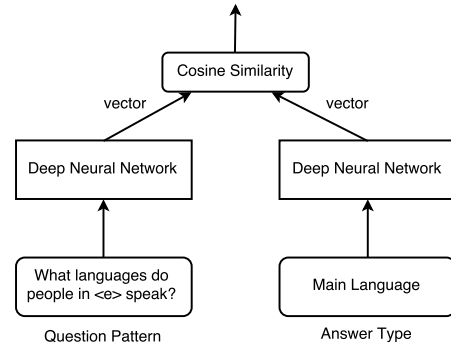 Cosine Similarity
vector
vector
Deep Neural Network
Deep Neural Network
What languages do
people in <e> speak?
Main Language
Question Pattern
Answer Type